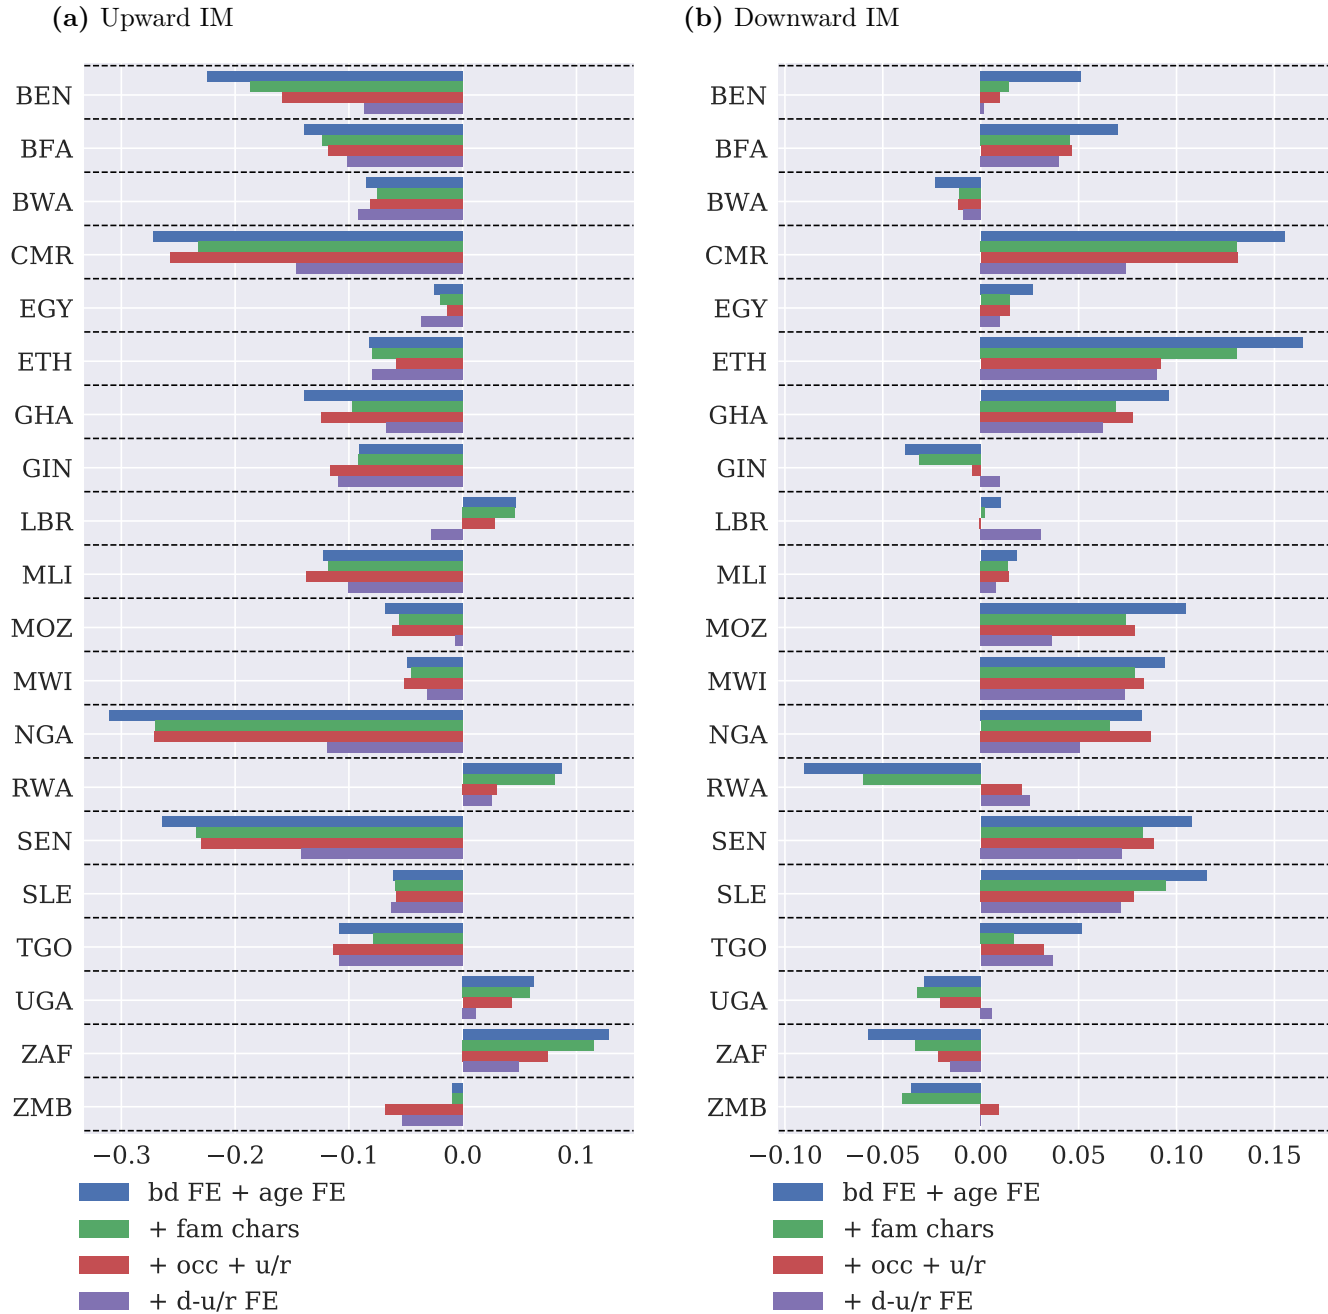 (a) Upward IM
BEN
BFA
BWA
CMR
EGY
ETH
GHA
GIN
LBR
MLI
MOZ
MWI
NGA
RWA
SEN
SLE
TGO
UGA
ZAF
ZMB
−0.3 −0.2 −0.1 0.0 0.1
bd FE + age FE
+ fam chars
+ occ + u/r
+ d-u/r FE
(b) Downward IM
BEN
BFA
BWA
CMR
EGY
ETH
GHA
GIN
LBR
MLI
MOZ
MWI
NGA
RWA
SEN
SLE
TGO
UGA
ZAF
ZMB
−0.10 −0.05 0.00 0.05 0.10 0.15
bd FE + age FE
+ fam chars
+ occ + u/r
+ d-u/r FE